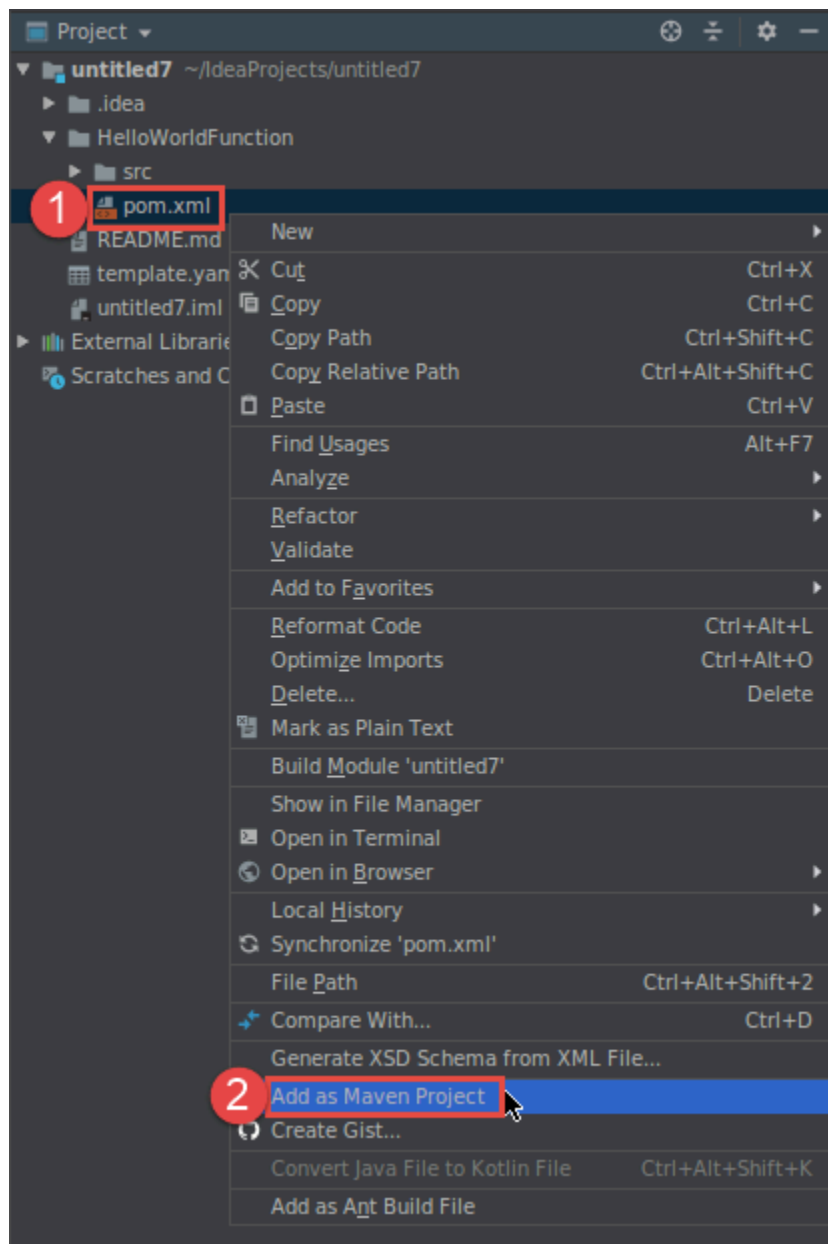 Project
untitled7 ~/IdeaProjects/untitled7
.idea
HelloWorldFunction
src
1 pom.xml
README.md
template.yam
untitled7.iml
External Librarie
Scratches and C
New
Cut Ctrl+X
Copy Ctrl+C
Copy Path Ctrl+Shift+C
Copy Relative Path Ctrl+Alt+Shift+C
Paste Ctrl+V
Find Usages Alt+F7
Analyze
Refactor
Validate
Add to Favorites
Reformat Code Ctrl+Alt+L
Optimize Imports Ctrl+Alt+O
Delete... Delete
Mark as Plain Text
Build Module 'untitled7'
Show in File Manager
Open in Terminal
Open in Browser
Local History
Synchronize 'pom.xml'
File Path Ctrl+Alt+Shift+2
Compare With... Ctrl+D
Generate XSD Schema from XML File...
2 Add as Maven Project
Create Gist...
Convert Java File to Kotlin File Ctrl+Alt+Shift+K
Add as Ant Build File